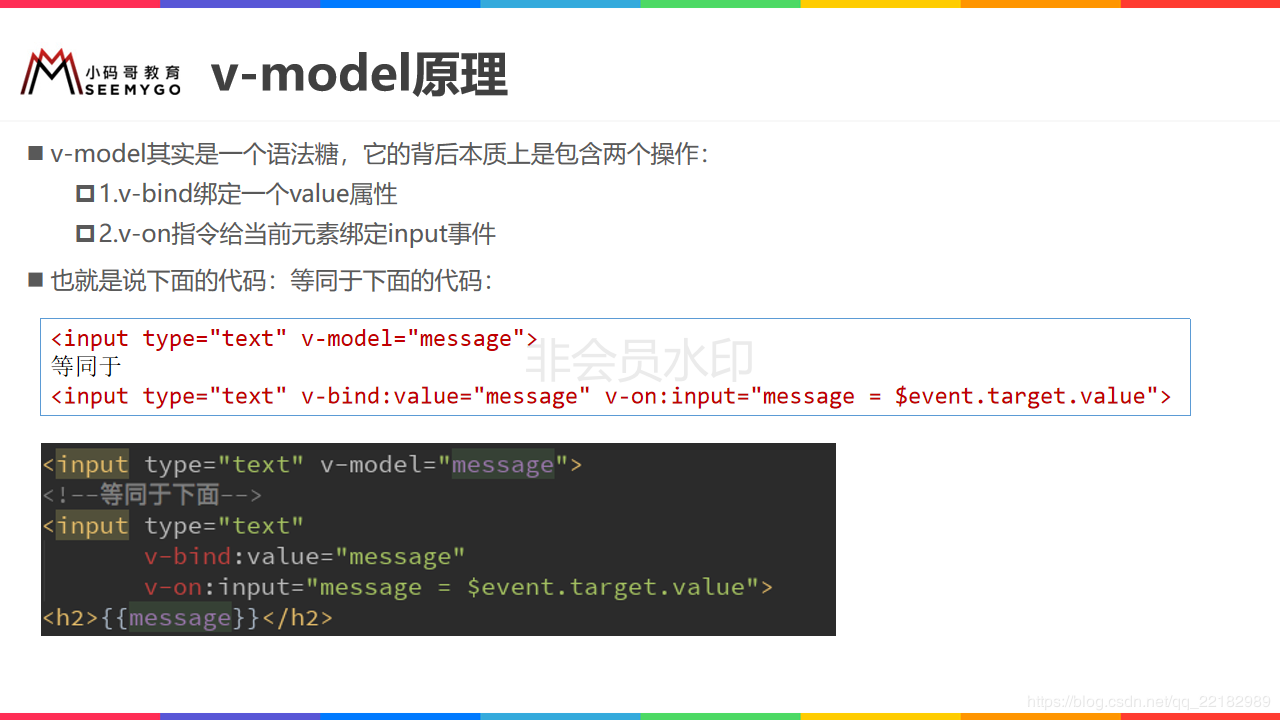 小码哥教育
SEEMYGO
v-model原理
v-model其实是一个语法糖，它的背后本质上是包含两个操作：
1.v-bind绑定一个value属性
2.v-on指令给当前元素绑定input事件
也就是说下面的代码：等同于下面的代码：
<input type="text" v-model="message">
等同于
<input type="text" v-bind:value="message" v-on:input="message = $event.target.value">
非会员水印
<input type="text" v-model="message">
<!--等同于下面-->
<input type="text"
v-bind:value="message"
v-on:input="message = $event.target.value">
<h2>{{message}}</h2>
https://blog.csdn.net/qq_22182989